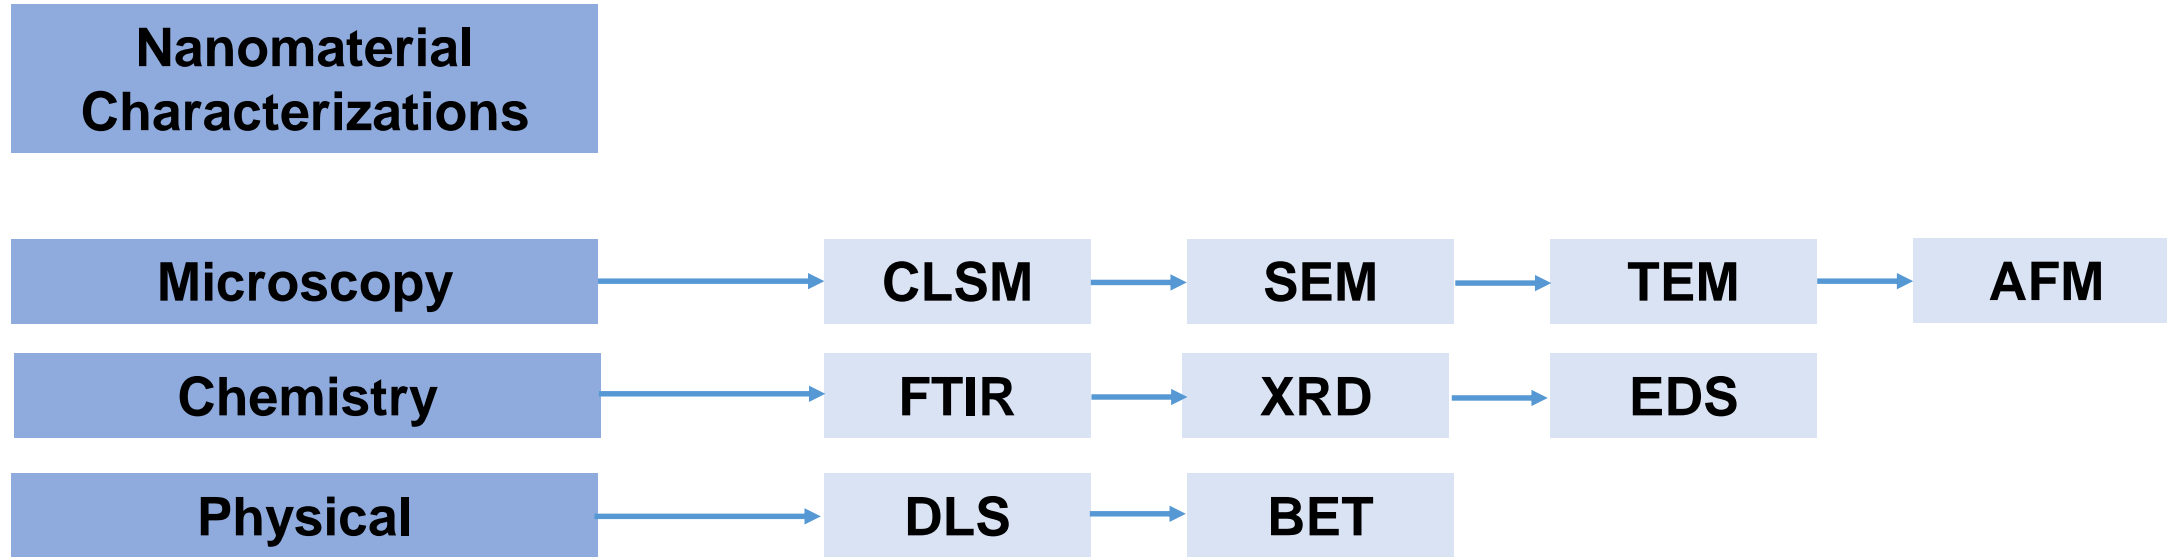 Nanomaterial
Characterizations
Microscopy CLSM SEM TEM AFM
Chemistry FTIR XRD EDS
Physical DLS BET